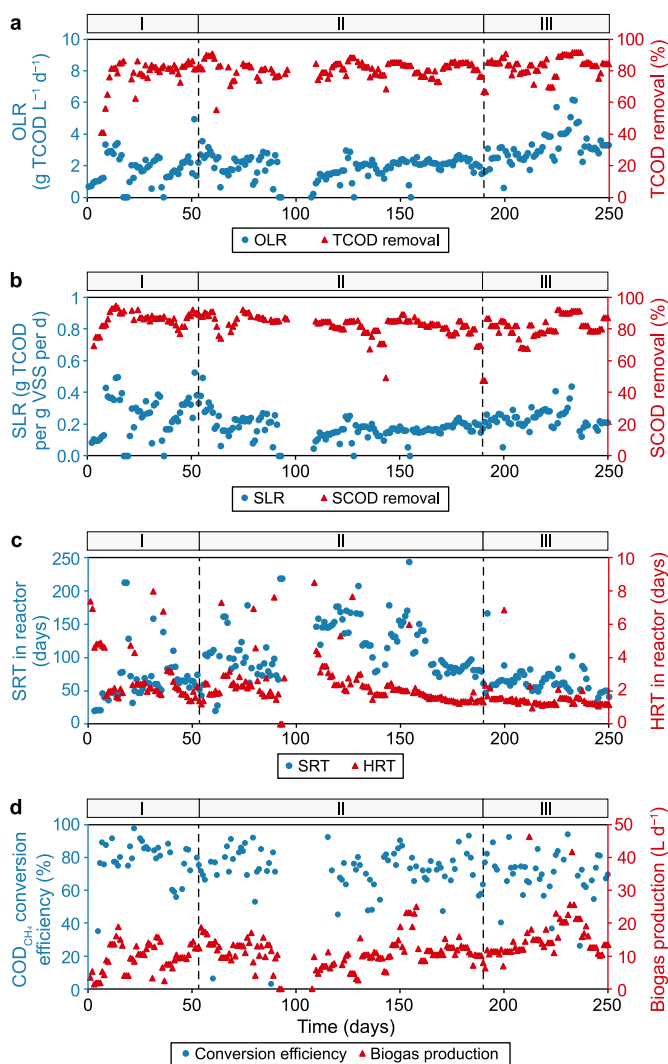 a
I II III
10 8 6 4 2 0
OLR
(g TCOD L⁻¹ d⁻¹)
100 80 60 40 20 0
TCOD removal (%)
0 50 100 150 200 250
OLR TCOD removal
b
I II III
1 0.8 0.6 0.4 0.2 0.0
SLR (g TCOD
per g VSS per d)
100 80 60 40 20 0
SCOD removal (%)
0 50 100 150 200 250
SLR SCOD removal
c
I II III
250 200 150 100 50 0
SRT in reactor
(days)
10 8 6 4 2 0
HRT in reactor (days)
0 50 100 150 200 250
SRT HRT
d
I II III
100 80 60 40 20 0
COD_CH₄ conversion
efficiency (%)
50 40 30 20 10 0
Biogas production (L d⁻¹)
0 50 100 150 200 250
Time (days)
Conversion efficiency Biogas production